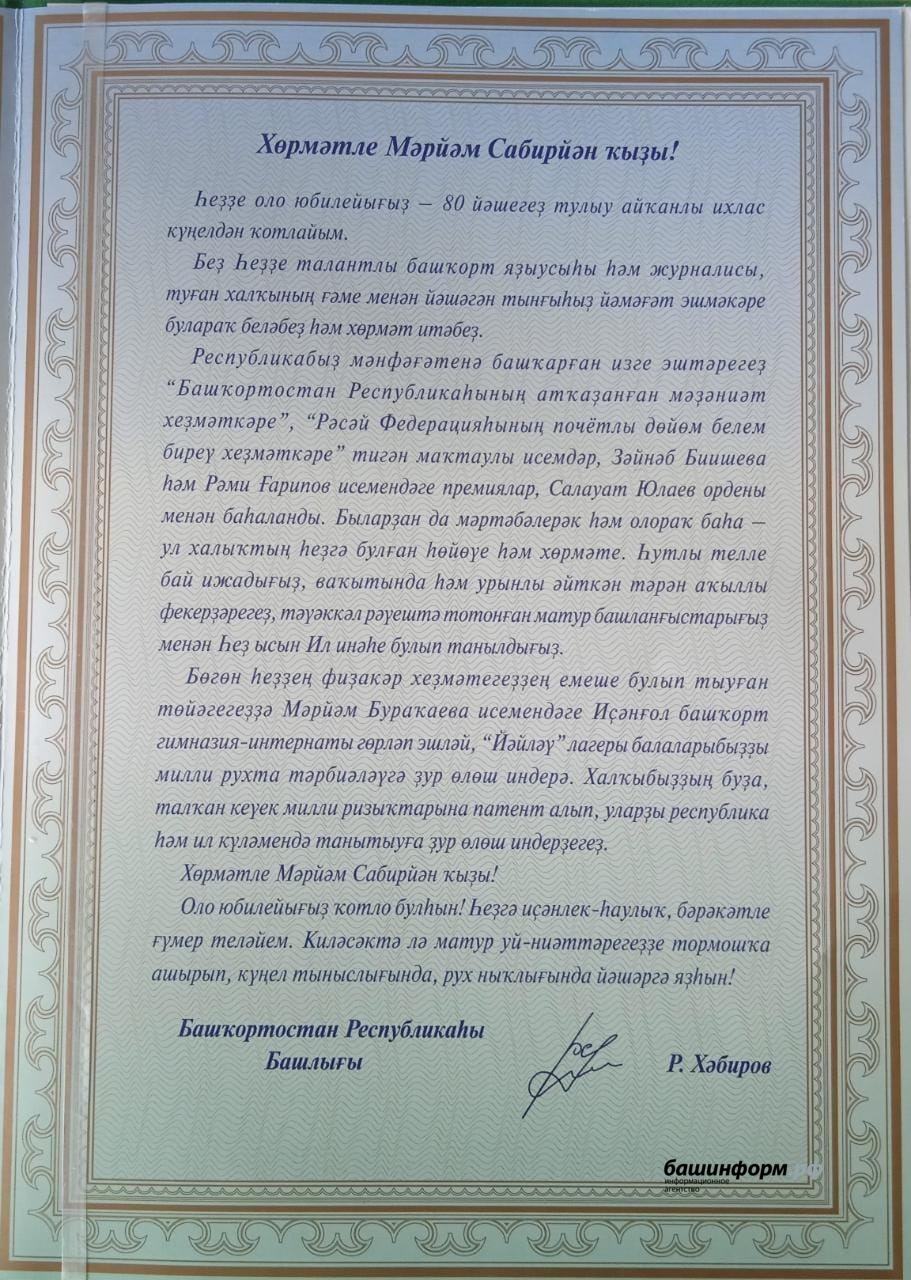 Хөрмәтле Мәрйәм Сабирйән ҡыҙы!
Һеҙҙе оло юбилейығыҙ – 80 йәшегеҙ тулыу айҡанлы ихлас
күңелдән ҡотлайым.
Беҙ Һеҙҙе талантлы башҡорт яҙыусыһы һәм журналисы,
туған халҡының ғәме менән йәшәгән тынғыһыҙ йәмәғәт эшмәкәре
булараҡ беләбеҙ һәм хөрмәт итәбеҙ.
Республикабыҙ мәнфәғәтенә башҡарған изге эштәрегеҙ
“Башҡортостан Республикаһының атҡаҙанған мәҙәниәт
хеҙмәткәре”, “Рәсәй Федерацияһының почётлы дөйөм белем
биреү хеҙмәткәре” тигән маҡтаулы исемдәр, Зәйнәб Биишева
һәм Рәми Ғарипов исемендәге премиялар, Салауат Юлаев ордены
менән баһаланды. Быларҙан да мәртәбәлерәк һәм олораҡ баһа –
ул халыҡтың һеҙгә булған һөйөүе һәм хөрмәте. Һутлы телле
бай ижадығыҙ, ваҡытында һәм урынлы әйткән тәрән аҡыллы
фекерҙәрегеҙ, тәүәккәл рәүештә тотонған матур башланғыстарығыҙ
менән Һеҙ ысын Ил инәһе булып танылдығыҙ.
Бөгөн һеҙҙең фиҙакәр хеҙмәтегеҙҙең емеше булып тыуған
төйәгегеҙҙә Мәрйәм Бураҡаева исемендәге Иҫәнғол башҡорт
гимназия-интернаты гөрләп эшләй, “Йәйләү” лагеры балаларыбыҙҙы
милли рухта тәрбиәләүгә ҙур өлөш индерә. Халҡыбыҙҙың буҙа,
талкан кеүек милли ризыҡтарына патент алып, уларҙы республика
һәм ил күләмендә танытыуға ҙур өлөш индерҙегеҙ.
Хөрмәтле Мәрйәм Сабирйән ҡыҙы!
Оло юбилейығыҙ ҡотло булһын! Һеҙгә иҫәнлек-һаулыҡ, бәрәкәтле
ғүмер теләйем. Киләсәктә лә матур уй-ниәттәрегеҙҙе тормошҡа
ашырып, күңел тыныслығында, рух ныҡлығында йәшәргә яҙһын!
Башҡортостан Республикаһы
Башлығы
Р. Хәбиров
башинформ.рф
информационное
агентство